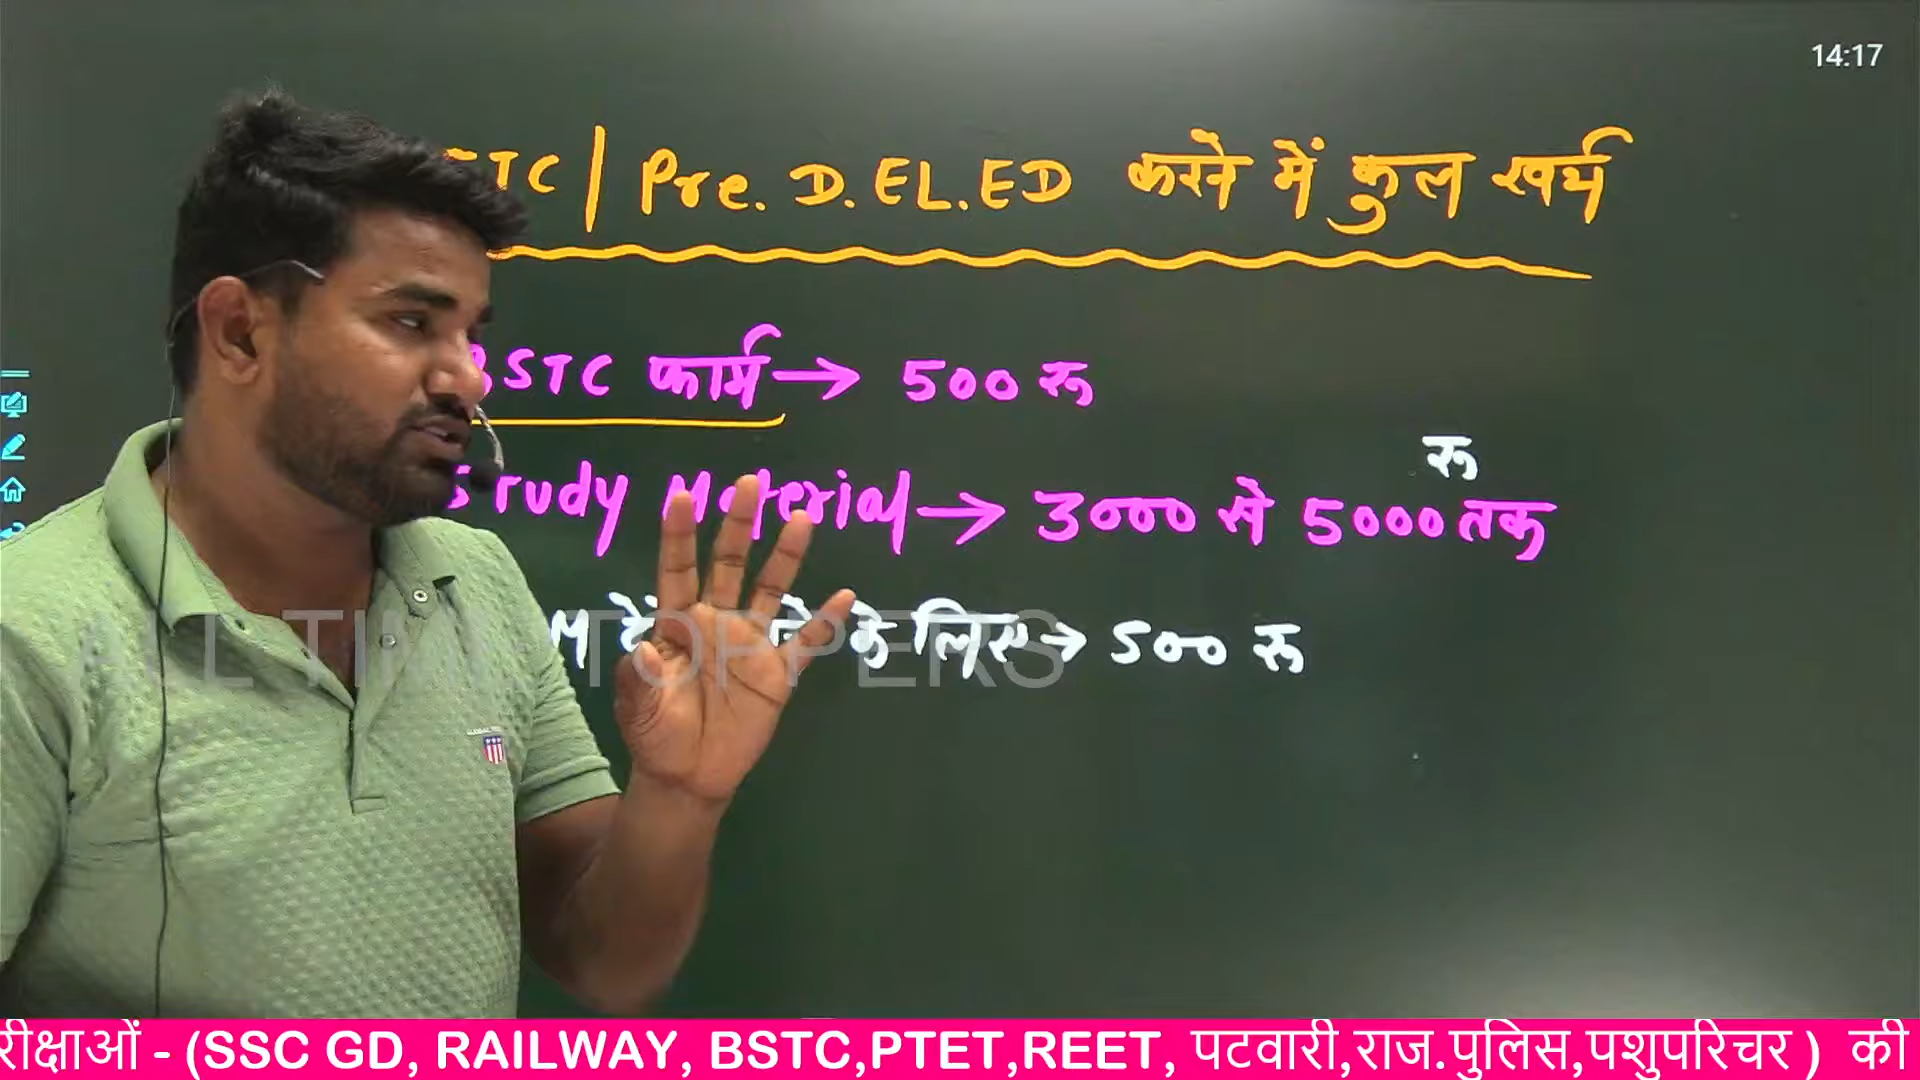 14:17
STC | Pre. D.EL.ED करने में कुल खर्च
BSTC फार्म → 500 रु
रु
Study Material → 3000 से 5000 तक
के लिए → 500 रु
ALL TIME TOPPERS
रीक्षाओं - (SSC GD, RAILWAY, BSTC,PTET,REET, पटवारी,राज.पुलिस,पशुपरिचर ) की